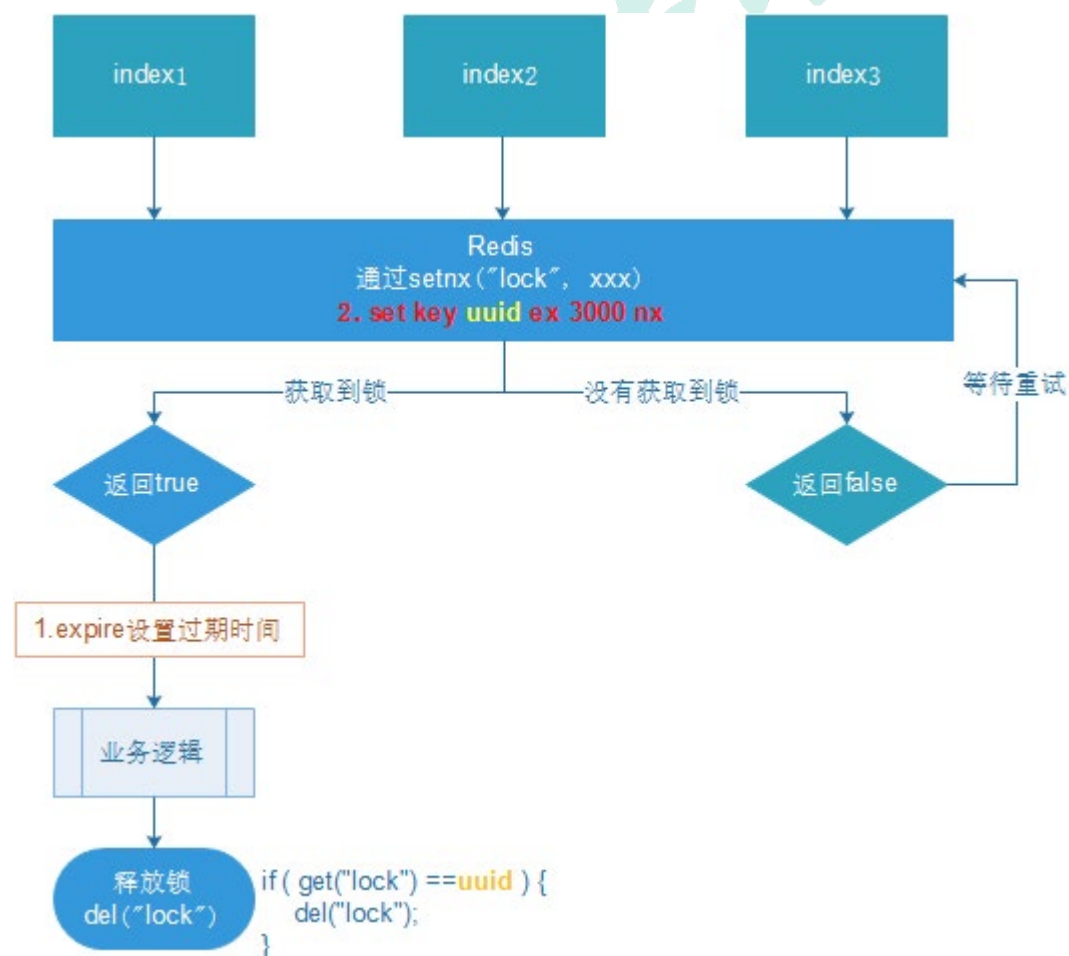 index1
index2
index3
Redis
通过setnx("lock", xxx)
2. set key uuid ex 3000 nx
获取到锁
没有获取到锁
等待重试
返回true
返回false
1.expire设置过期时间
业务逻辑
释放锁
del("lock")
if ( get("lock") ==uuid ) {
del("lock");
}